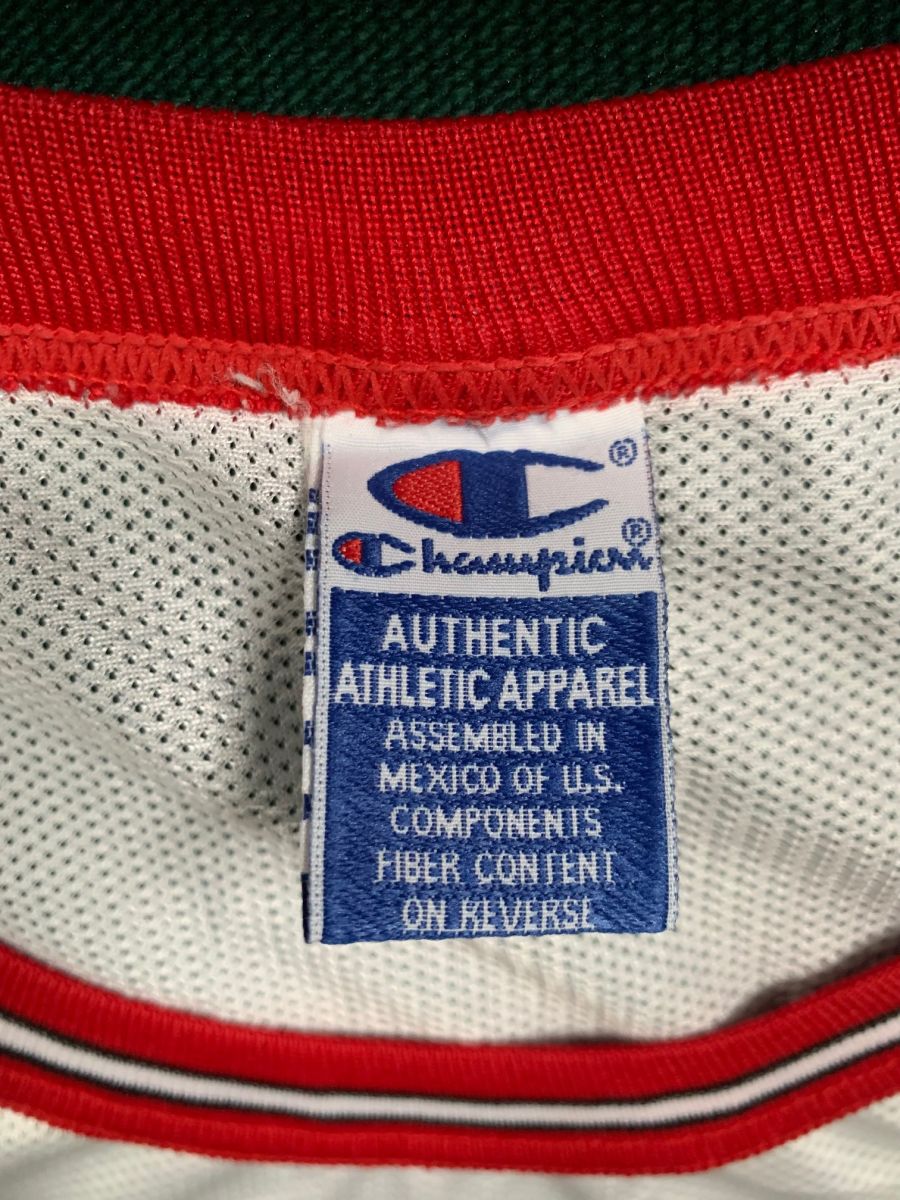 ®
Champion®
AUTHENTIC
ATHLETIC APPAREL
ASSEMBLED IN
MEXICO OF U.S.
COMPONENTS
FIBER CONTENT
ON REVERSE